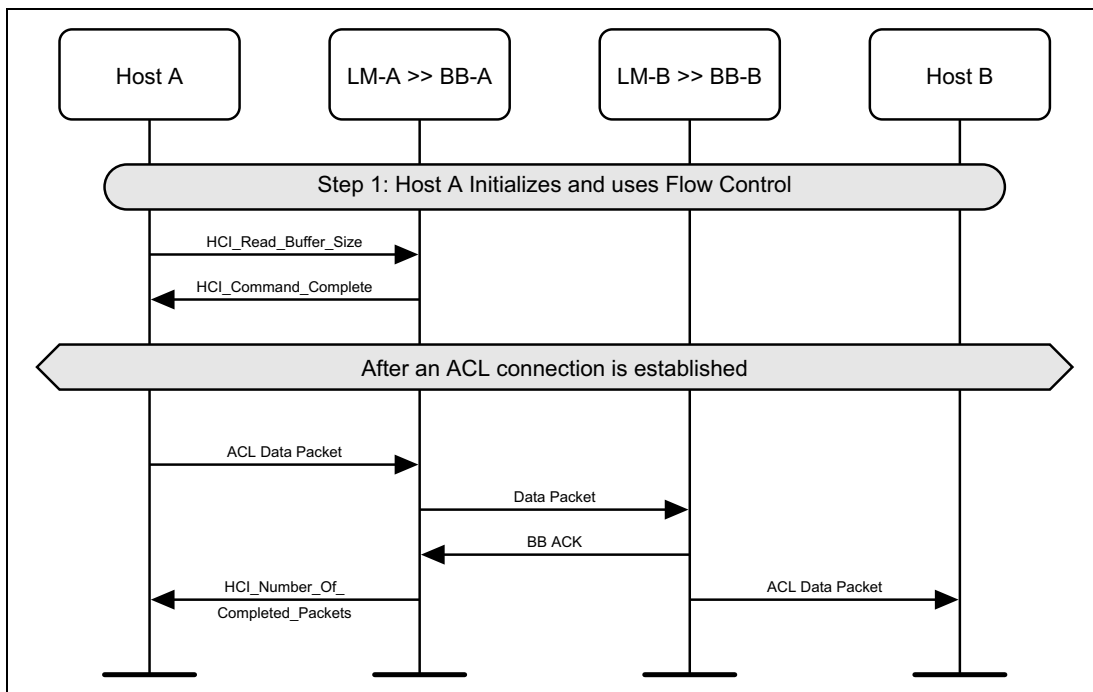 Host A
LM-A >> BB-A
LM-B >> BB-B
Host B
Step 1: Host A Initializes and uses Flow Control
HCI_Read_Buffer_Size
HCI_Command_Complete
After an ACL connection is established
ACL Data Packet
Data Packet
BB ACK
HCI_Number_Of_
Completed_Packets
ACL Data Packet